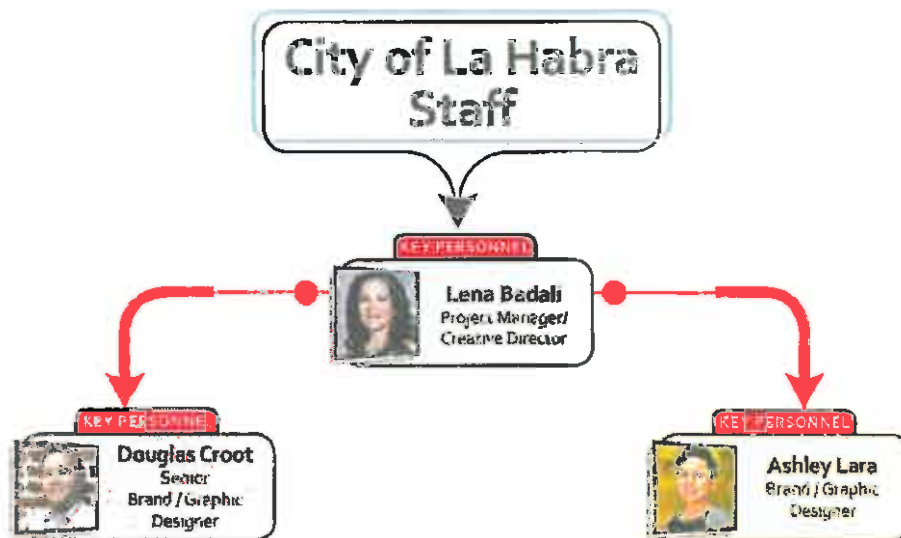 City of La Habra
Staff
KEY PERSONNEL
Lena Badali
Project Manager/
Creative Director
KEY PERSONNEL
Douglas Croot
Senior
Brand / Graphic
Designer
KEY PERSONNEL
Ashley Lara
Brand / Graphic
Designer